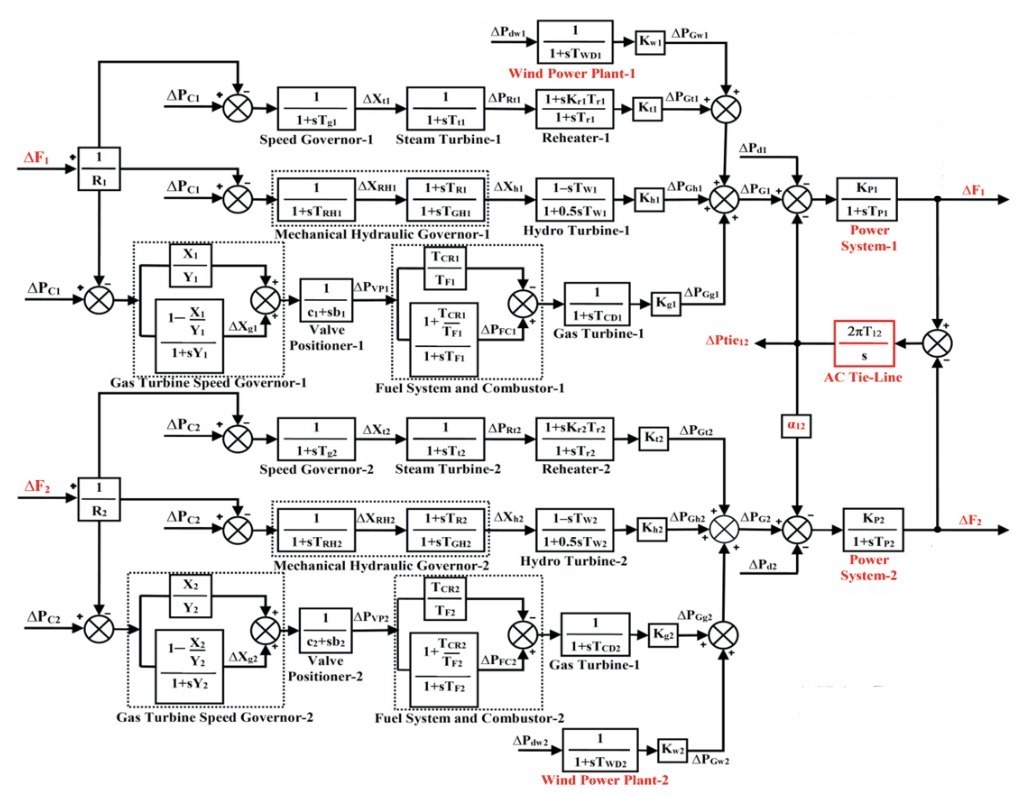 ΔPdw1
1
1+sTWD1
Kw1
ΔPGw1
Wind Power Plant-1
ΔPC1
1
1+sTg1
ΔXt1
1
1+sTt1
ΔPRt1
1+sKr1Tr1
1+sTr1
Kt1
ΔPGt1
Speed Governor-1
Steam Turbine-1
Reheater-1
ΔF1
1
R1
ΔPC1
1
1+sTRH1
ΔXRH1
1+sTR1
1+sTGH1
ΔXh1
1-sTW1
1+0.5sTW1
Kh1
ΔPGh1
ΔPG1
ΔPd1
KP1
1+sTP1
ΔF1
Mechanical Hydraulic Governor-1
Hydro Turbine-1
Power
System-1
ΔPC1
X1
Y1
1- X1
Y1
1+sY1
ΔXg1
1
c1+sb1
ΔPVP1
Valve
Positioner-1
TCR1
TF1
1+ TCR1
TF1
1+sTF1
ΔPFC1
1
1+sTCD1
Kg1
ΔPGg1
Gas Turbine-1
Gas Turbine Speed Governor-1
Fuel System and Combustor-1
ΔPtie12
2πT12
s
AC Tie-Line
α12
ΔPC2
1
1+sTg2
ΔXt2
1
1+sTt2
ΔPRt2
1+sKr2Tr2
1+sTr2
Kt2
ΔPGt2
Speed Governor-2
Steam Turbine-2
Reheater-2
ΔF2
1
R2
ΔPC2
1
1+sTRH2
ΔXRH2
1+sTR2
1+sTGH2
ΔXh2
1-sTW2
1+0.5sTW2
Kh2
ΔPGh2
ΔPG2
ΔPd2
KP2
1+sTP2
ΔF2
Mechanical Hydraulic Governor-2
Hydro Turbine-2
Power
System-2
ΔPC2
X2
Y2
1- X2
Y2
1+sY2
ΔXg2
1
c2+sb2
ΔPVP2
Valve
Positioner-2
TCR2
TF2
1+ TCR2
TF2
1+sTF2
ΔPFC2
1
1+sTCD2
Kg2
ΔPGg2
Gas Turbine-1
Gas Turbine Speed Governor-2
Fuel System and Combustor-2
ΔPdw2
1
1+sTWD2
Kw2
ΔPGw2
Wind Power Plant-2